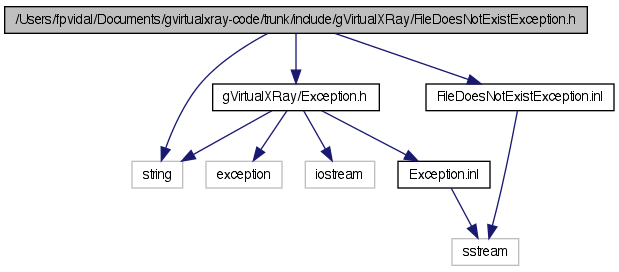 /Users/fpvidal/Documents/gvirtualxray-code/trunk/include/gVirtualXRay/FileDoesNotExistException.h
gVirtualXRay/Exception.h
FileDoesNotExistException.inl
string
exception
iostream
Exception.inl
sstream